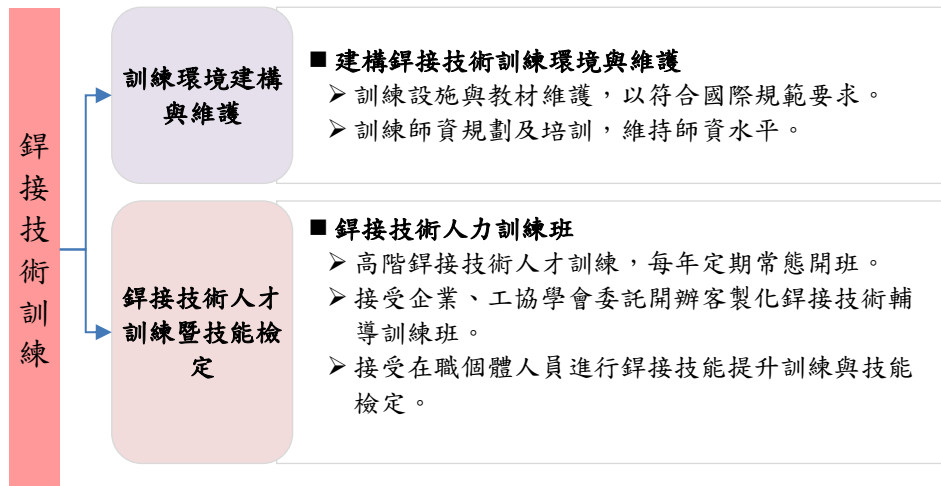 銲接技術訓練
訓練環境建構
與維護
■ 建構銲接技術訓練環境與維護
➢ 訓練設施與教材維護，以符合國際規範要求。
➢ 訓練師資規劃及培訓，維持師資水平。
銲接技術人才
訓練暨技能檢
定
■ 銲接技術人力訓練班
➢ 高階銲接技術人才訓練，每年定期常態開班。
➢ 接受企業、工協學會委託開辦客製化銲接技術輔
導訓練班。
➢ 接受在職個體人員進行銲接技能提升訓練與技能
檢定。